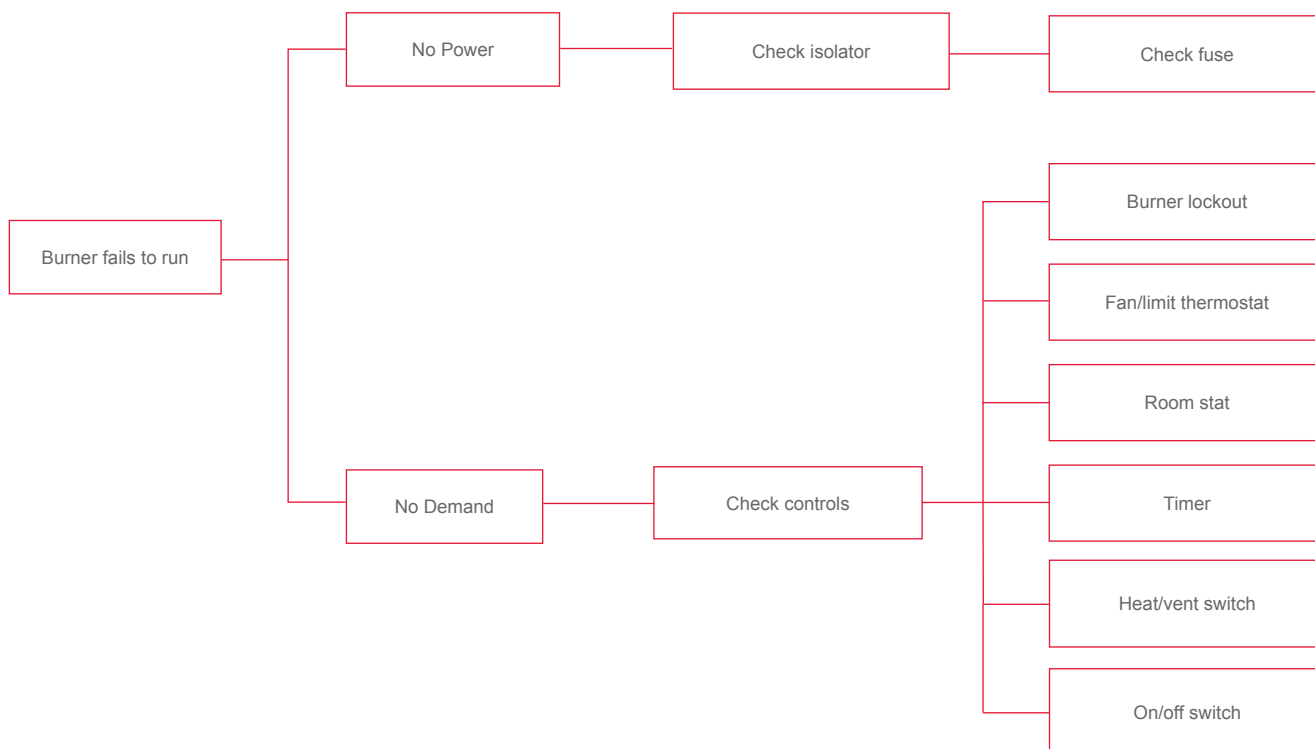 No Power
Check isolator
Check fuse
Burner lockout
Burner fails to run
Fan/limit thermostat
Room stat
No Demand
Check controls
Timer
Heat/vent switch
On/off switch